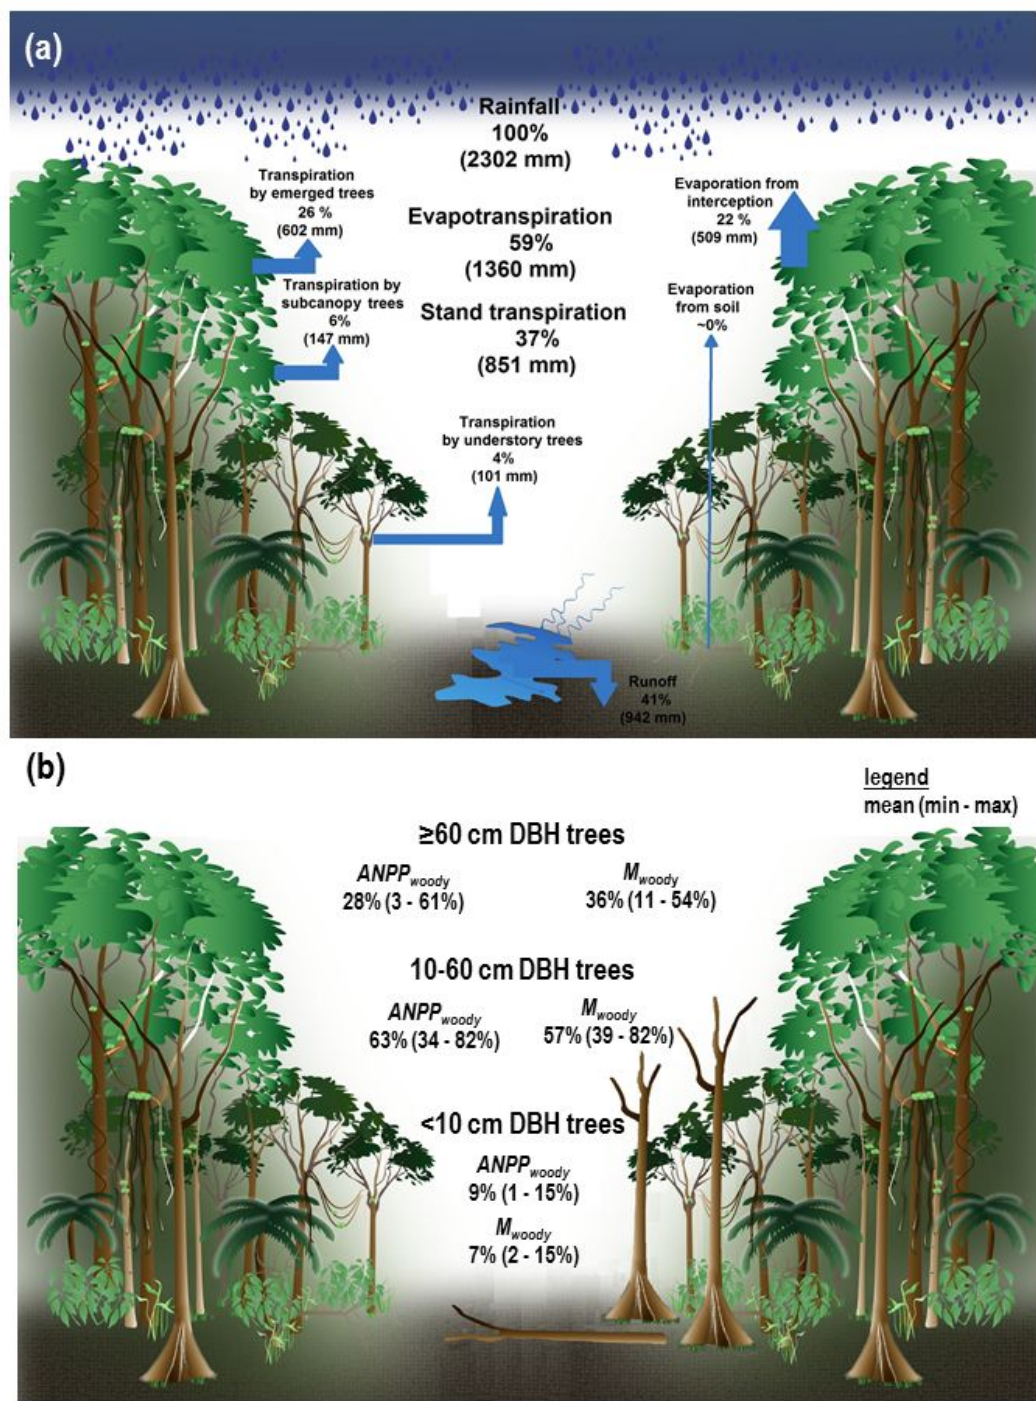 (a)
Rainfall
100%
(2302 mm)
Transpiration
by emerged trees
26 %
(602 mm)
Evapotranspiration
59%
(1360 mm)
Evaporation from
interception
22 %
(509 mm)
Transpiration by
subcanopy trees
6%
(147 mm)
Stand transpiration
37%
(851 mm)
Evaporation
from soil
~0%
Transpiration
by understory trees
4%
(101 mm)
Runoff
41%
(942 mm)
(b)
legend
mean (min - max)
≥60 cm DBH trees
ANPPwoody
28% (3 - 61%)
Mwoody
36% (11 - 54%)
10-60 cm DBH trees
ANPPwoody
63% (34 - 82%)
Mwoody
57% (39 - 82%)
<10 cm DBH trees
ANPPwoody
9% (1 - 15%)
Mwoody
7% (2 - 15%)